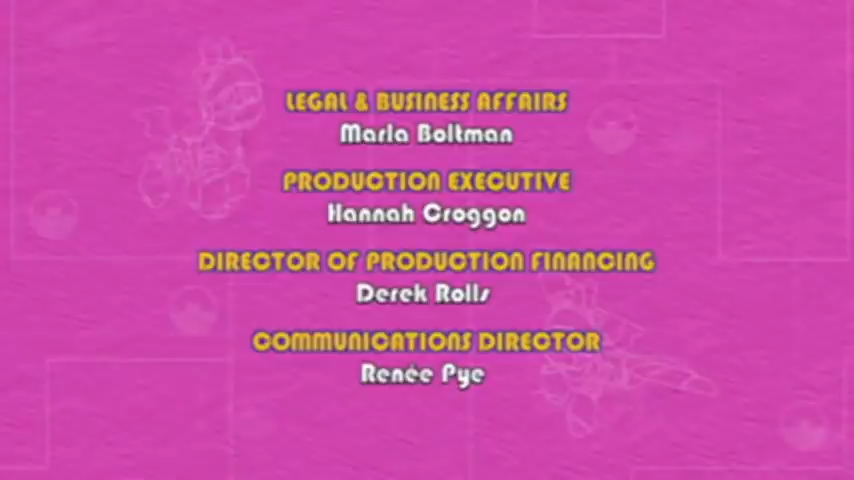 LEGAL & BUSINESS AFFAIRS
Marla Boltman
PRODUCTION EXECUTIVE
Hannah Croggon
DIRECTOR OF PRODUCTION FINANCING
Derek Rolls
COMMUNICATIONS DIRECTOR
Renée Pye